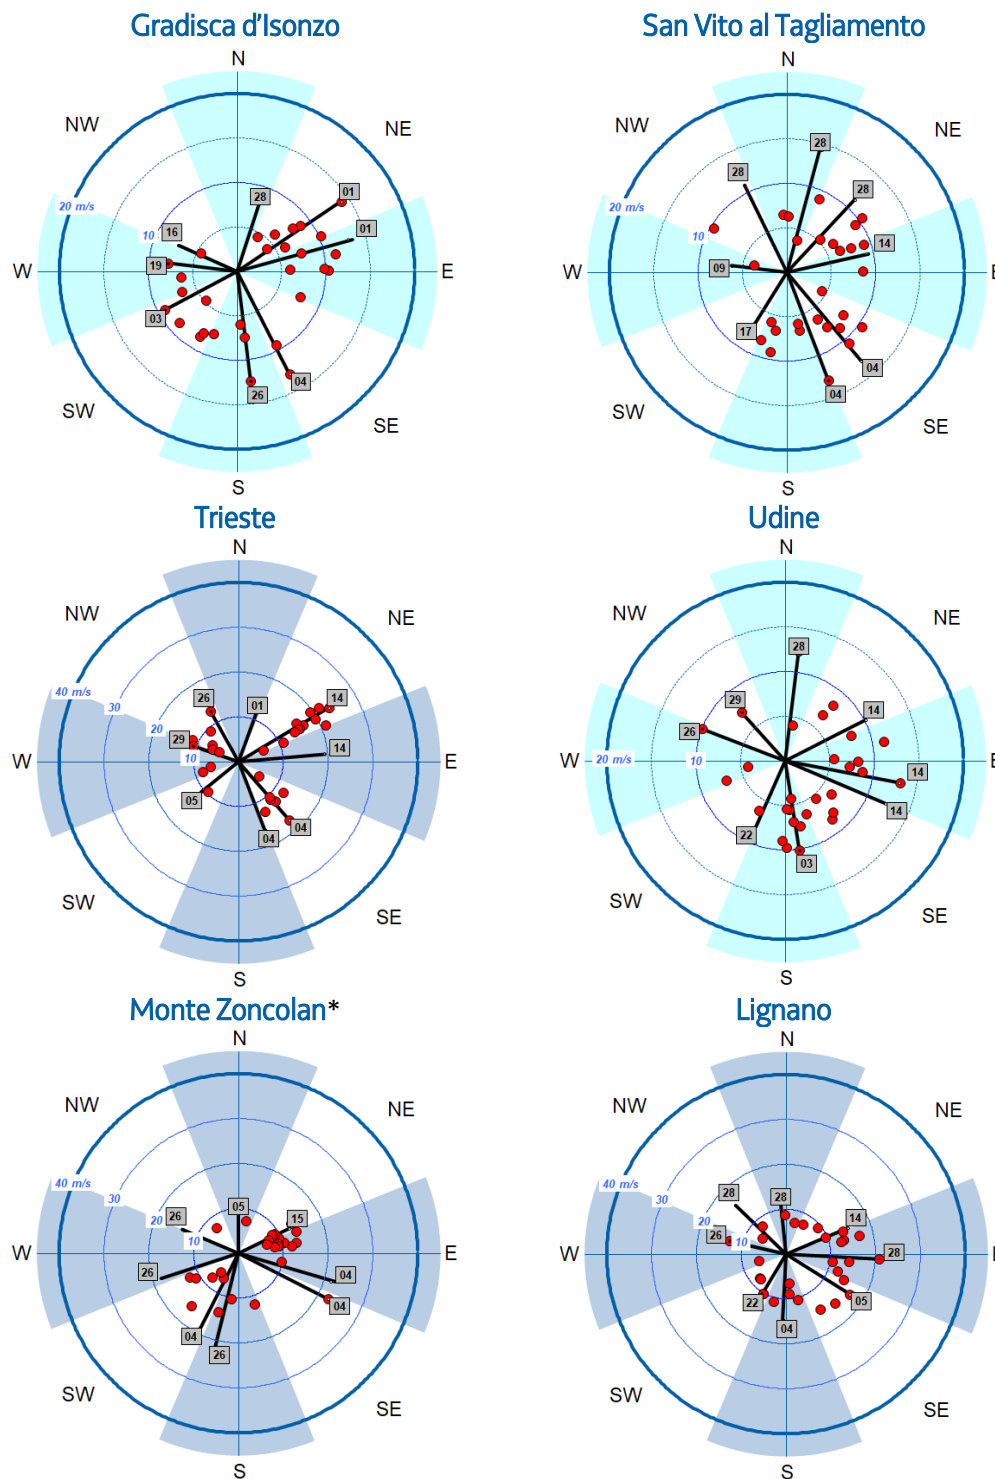 Gradisca d'Isonzo
San Vito al Tagliamento
N
N
NW
NE
NW
NE
28
28
28
28
01
01
16
14
20 m/s
10
20 m/s
10
W
19
E
W
09
E
03
17
04
26
04
04
SW
SE
SW
SE
S
S
Trieste
Udine
N
N
NW
NE
NW
NE
28
26
01
14
29
14
40 m/s
30
20
10
29
14
26
W
E
W
20 m/s
10
14
E
05
14
04
04
22
03
SW
SE
SW
SE
S
S
Monte Zoncolan*
Lignano
N
N
NW
NE
NW
NE
40 m/s
30
20
10
26
05
15
40 m/s
30
20
10
28
28
14
26
W
26
E
W
28
E
04
04
04
26
22
05
04
SW
SE
SW
SE
S
S